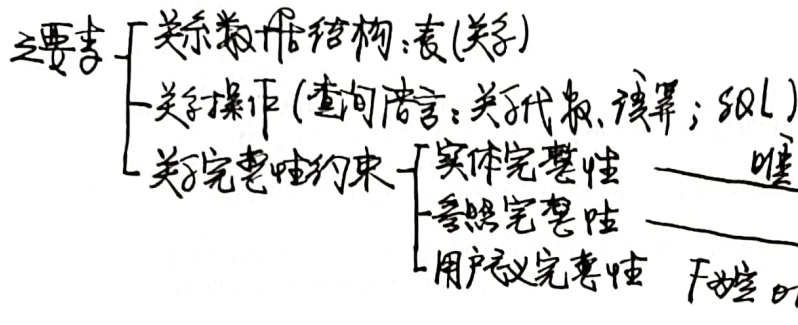 三要素
关系数据结构：表(关系)
关系操作(查询语言：关系代数、演算；SQL)
关系完整性约束
实体完整性 唯
参照完整性
用户定义完整性